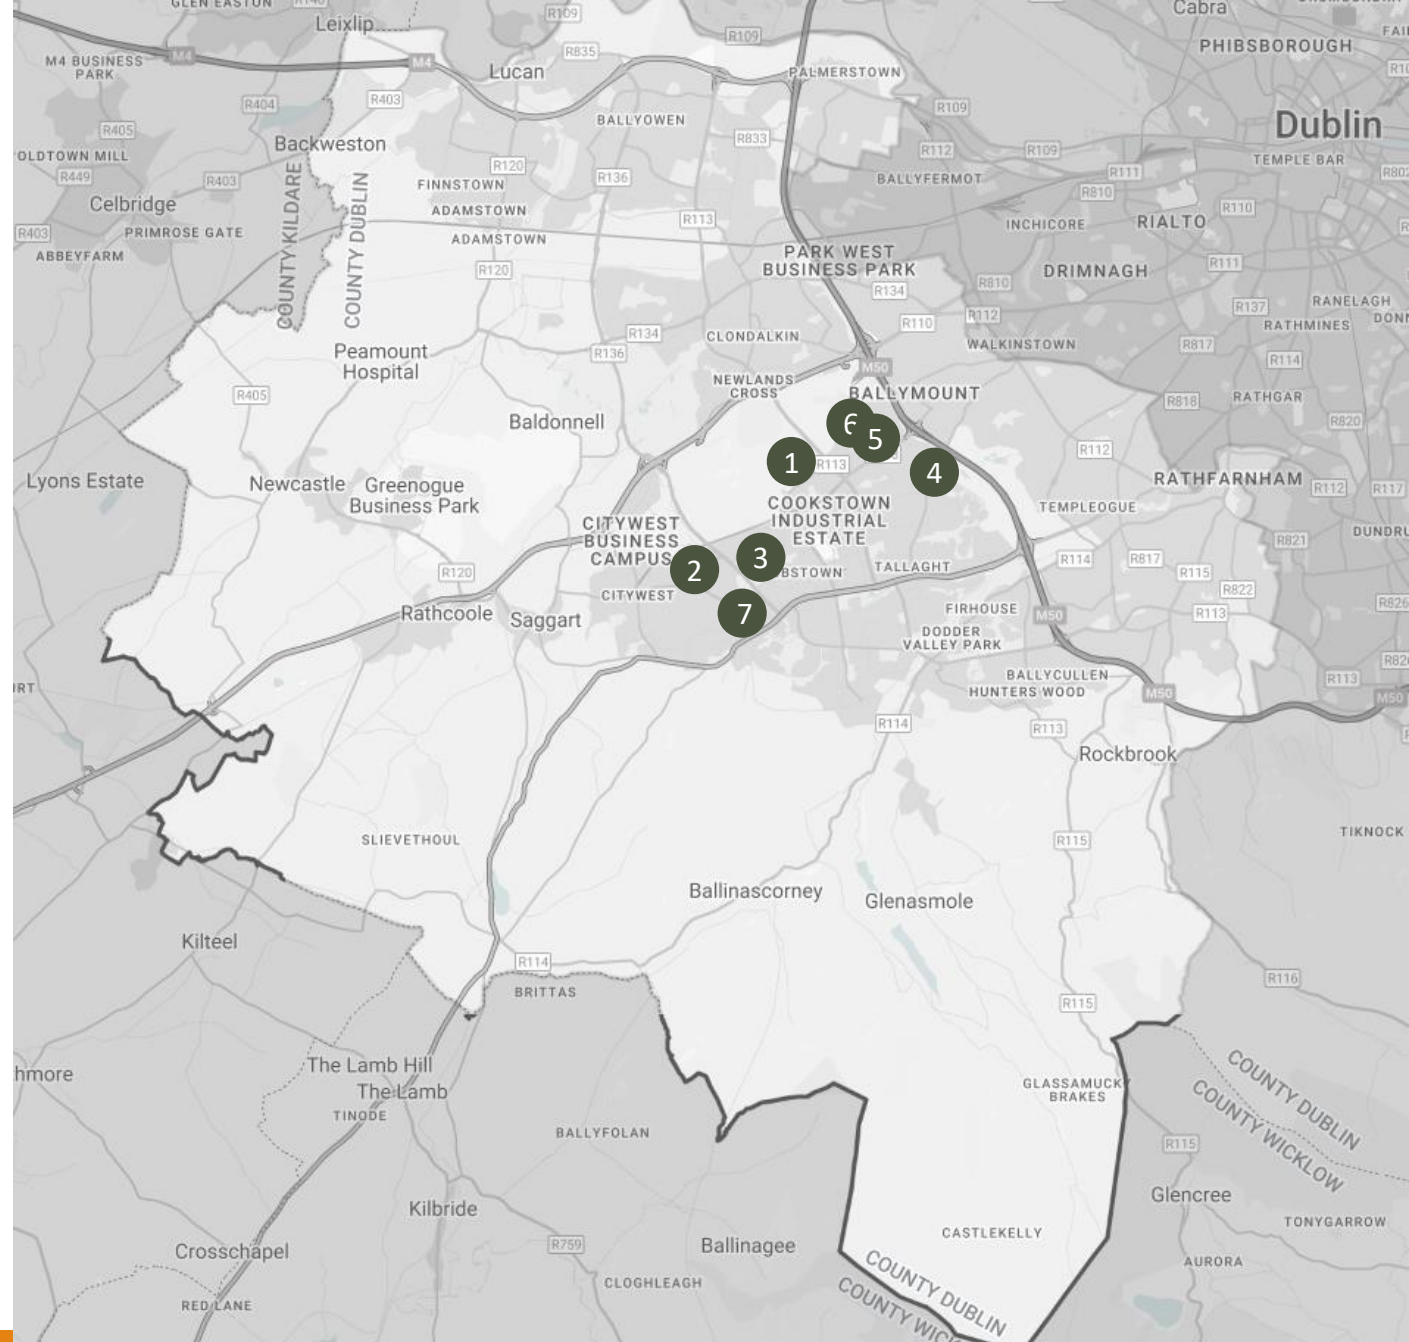 GLEN EASTON
R109
Cabra
Leixlip
R109
PHIBSBOROUGH
M4
R835
M4 BUSINESS
PARK
M4
Lucan
PALMERSTOWN
R404
R403
R109
BALLYOWEN
Dublin
R405
R833
Backweston
R112
R109
TEMPLE BAR
OLDTOWN MILL
R120
R111
R449
R403
FINNSTOWN
R136
BALLYFERMOT
R802
R810
Celbridge
ADAMSTOWN
R110
R113
INCHICORE
RIALTO
R403
PRIMROSE GATE
COUNTY KILDARE
COUNTY DUBLIN
ADAMSTOWN
ABBEYFARM
PARK WEST
BUSINESS PARK
R120
DRIMNAGH
R111
R810
R134
R137
RANELAGH
R112
R110
RATHMINES
R134
CLONDALKIN
WALKINSTOWN
R817
R136
Peamount
Hospital
R114
M50
NEWLANDS
CROSS
BALLYMOUNT
R405
R818
RATHGAR
R820
Baldonnell
6
5
R112
1
R113
4
Lyons Estate
Newcastle
Greenogue
Business Park
RATHFARNHAM
R112
R117
COOKSTOWN
INDUSTRIAL
ESTATE
TEMPLEOGUE
CITYWEST
BUSINESS
CAMPUS
R821
3
R114
R817
2
BSTOWN
TALLAGHT
R120
R115
R822
CITYWEST
R826
Rathcoole
Saggart
7
FIRHOUSE
M50
R113
DODDER
VALLEY PARK
BALLYCULLEN
HUNTERS WOOD
R113
M50
M50
R114
R113
Rockbrook
SLIEVETHOUL
R115
TIKNOCK
Ballinascorney
Glenasmole
Kilteel
R114
R116
BRITTAS
R115
The Lamb Hill
The Lamb
TINODE
GLASSAMUCK
BRAKES
COUNTY DUBLIN
COUNTY WICKLOW
BALLYFOLAN
R115
Kilbride
Glencree
TONYGARROW
Crosschapel
R759
Ballinagee
CASTLEKELLY
AURORA
CLOGHLEAGH
COUNTY DUBLIN
RED LANE